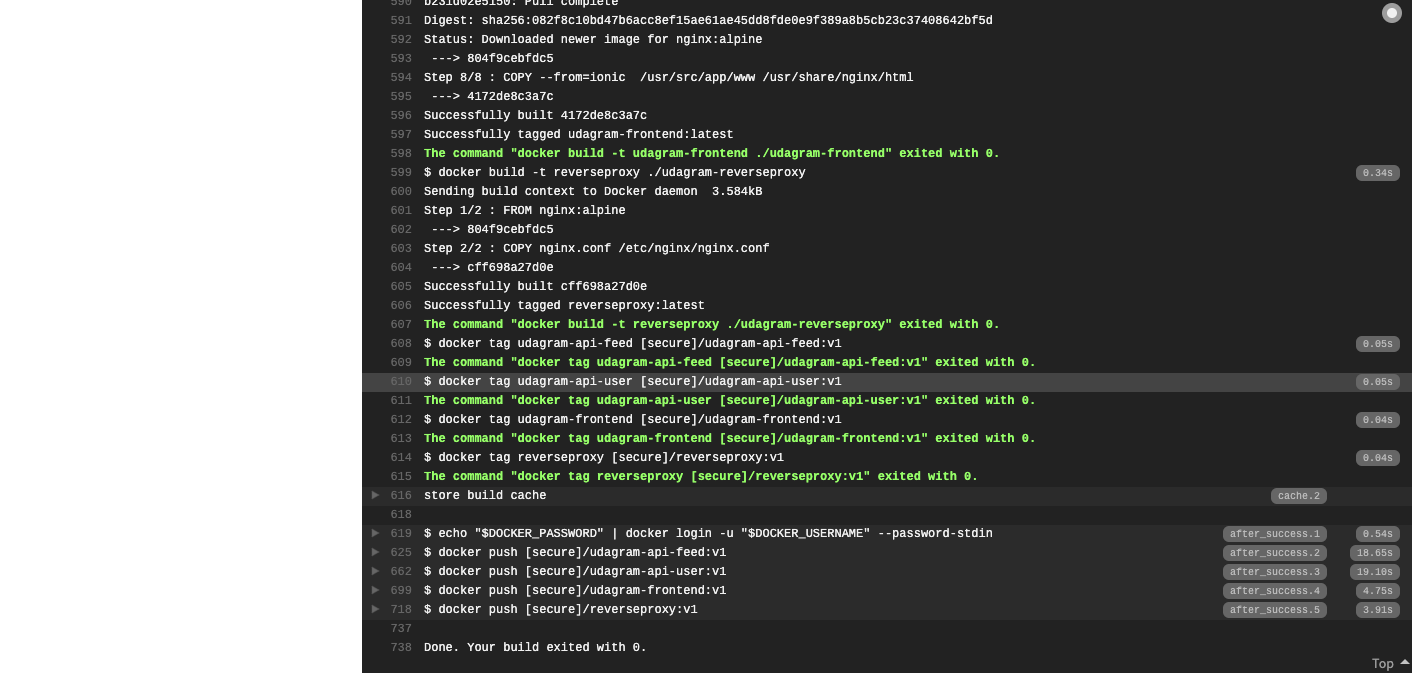 590 b231d02e5150: Pull complete
591 Digest: sha256:082f8c10bd47b6acc8ef15ae61ae45dd8fde0e9f389a8b5cb23c37408642bf5d
592 Status: Downloaded newer image for nginx:alpine
593 ---> 804f9cebfdc5
594 Step 8/8 : COPY --from=ionic  /usr/src/app/www /usr/share/nginx/html
595 ---> 4172de8c3a7c
596 Successfully built 4172de8c3a7c
597 Successfully tagged udagram-frontend:latest
598 The command "docker build -t udagram-frontend ./udagram-frontend" exited with 0.
599 $ docker build -t reverseproxy ./udagram-reverseproxy 0.34s
600 Sending build context to Docker daemon  3.584kB
601 Step 1/2 : FROM nginx:alpine
602 ---> 804f9cebfdc5
603 Step 2/2 : COPY nginx.conf /etc/nginx/nginx.conf
604 ---> cff698a27d0e
605 Successfully built cff698a27d0e
606 Successfully tagged reverseproxy:latest
607 The command "docker build -t reverseproxy ./udagram-reverseproxy" exited with 0.
608 $ docker tag udagram-api-feed [secure]/udagram-api-feed:v1 0.05s
609 The command "docker tag udagram-api-feed [secure]/udagram-api-feed:v1" exited with 0.
610 $ docker tag udagram-api-user [secure]/udagram-api-user:v1 0.05s
611 The command "docker tag udagram-api-user [secure]/udagram-api-user:v1" exited with 0.
612 $ docker tag udagram-frontend [secure]/udagram-frontend:v1 0.04s
613 The command "docker tag udagram-frontend [secure]/udagram-frontend:v1" exited with 0.
614 $ docker tag reverseproxy [secure]/reverseproxy:v1 0.04s
615 The command "docker tag reverseproxy [secure]/reverseproxy:v1" exited with 0.
616 store build cache cache.2
618
619 $ echo "$DOCKER_PASSWORD" | docker login -u "$DOCKER_USERNAME" --password-stdin after_success.1 0.54s
625 $ docker push [secure]/udagram-api-feed:v1 after_success.2 18.65s
662 $ docker push [secure]/udagram-api-user:v1 after_success.3 19.10s
699 $ docker push [secure]/udagram-frontend:v1 after_success.4 4.75s
718 $ docker push [secure]/reverseproxy:v1 after_success.5 3.91s
737
738 Done. Your build exited with 0.
Top